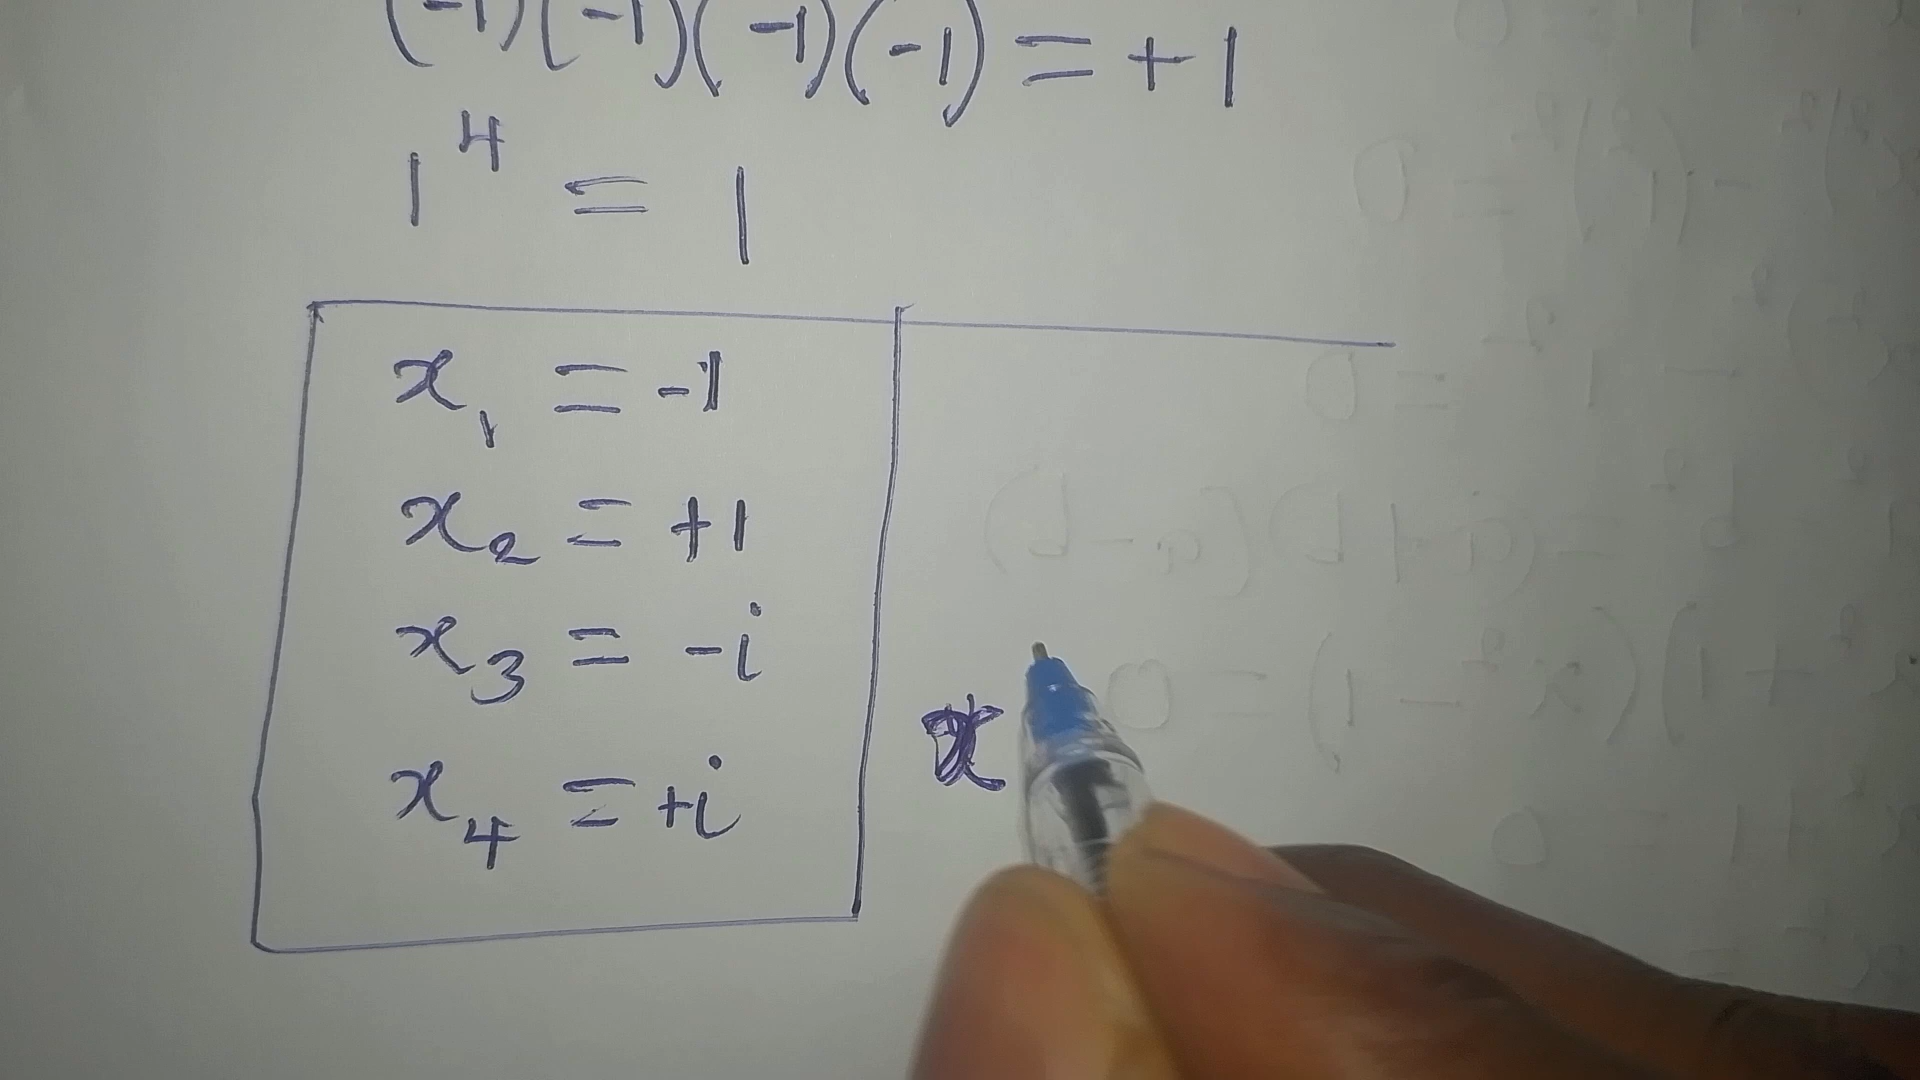 (-1)(-1)(-1)(-1) = +1
1⁴ = 1
x₁ = -1
x₂ = +1
x₃ = -i
x₄ = +i
x